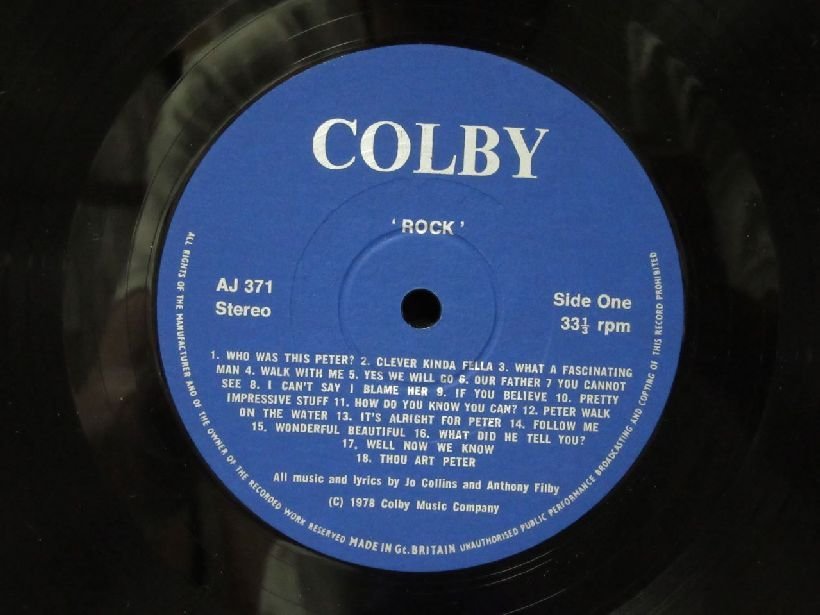 COLBY
'ROCK'
AJ 371
Stereo
Side One
33⅓ rpm
1. WHO WAS THIS PETER? 2. CLEVER KINDA FELLA 3. WHAT A FASCINATING
MAN 4. WALK WITH ME 5. YES WE WILL GO 6. OUR FATHER 7 YOU CANNOT
SEE 8. I CAN'T SAY I BLAME HER 9. IF YOU BELIEVE 10. PRETTY
IMPRESSIVE STUFF 11. HOW DO YOU KNOW YOU CAN? 12. PETER WALK
ON THE WATER 13. IT'S ALRIGHT FOR PETER 14. FOLLOW ME
15. WONDERFUL BEAUTIFUL 16. WHAT DID HE TELL YOU?
17. WELL NOW WE KNOW
18. THOU ART PETER
All music and lyrics by Jo Collins and Anthony Filby
(C) 1978 Colby Music Company
ALL RIGHTS OF THE MANUFACTURER AND OF THE OWNER OF THE RECORDED WORK RESERVED MADE IN Gt. BRITAIN UNAUTHORISED PUBLIC PERFORMANCE BROADCASTING AND COPYING OF THIS RECORD PROHIBITED